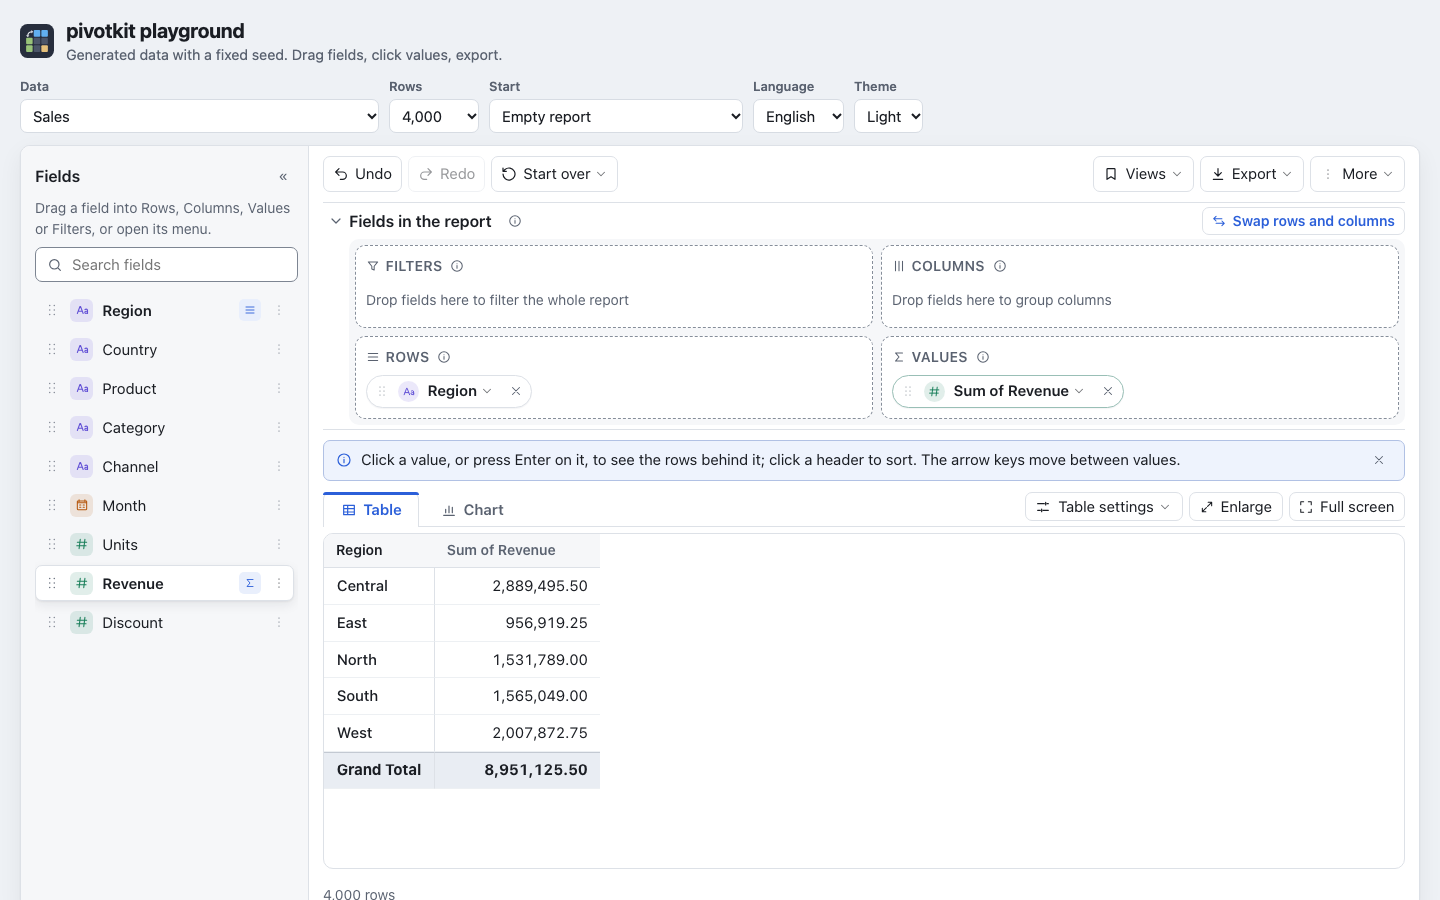 pivotkit playground
Generated data with a fixed seed. Drag fields, click values, export.
Data
Rows
Start
Language
Theme
Sales
4,000
Empty report
English
Light
Fields
«
Drag a field into Rows, Columns, Values
or Filters, or open its menu.
Search fields
Aa Region
Aa Country
Aa Product
Aa Category
Aa Channel
Month
# Units
# Revenue Σ
# Discount
Undo
Redo
Start over
Views
Export
More
Fields in the report
Swap rows and columns
FILTERS
Drop fields here to filter the whole report
COLUMNS
Drop fields here to group columns
ROWS
Aa Region
Σ VALUES
# Sum of Revenue
Click a value, or press Enter on it, to see the rows behind it; click a header to sort. The arrow keys move between values.
Table
Chart
Table settings
Enlarge
Full screen
Region Sum of Revenue
Central 2,889,495.50
East 956,919.25
North 1,531,789.00
South 1,565,049.00
West 2,007,872.75
Grand Total 8,951,125.50
4,000 rows